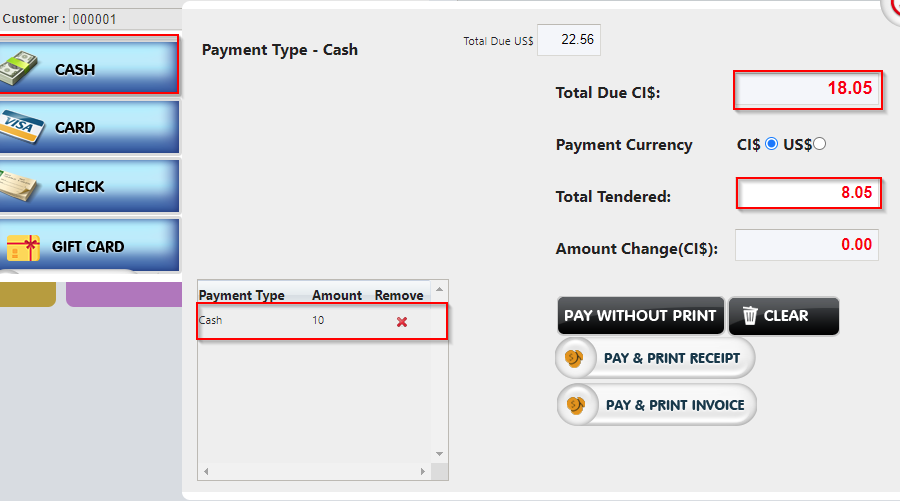 Customer : 000001
CASH
VISA
CARD
CHECK
GIFT CARD
Payment Type - Cash
Total Due US$ 22.56
Total Due CI$: 18.05
Payment Currency CI$ US$
Total Tendered: 8.05
Amount Change(CI$): 0.00
Payment Type Amount Remove
Cash 10
PAY WITHOUT PRINT CLEAR
PAY & PRINT RECEIPT
PAY & PRINT INVOICE